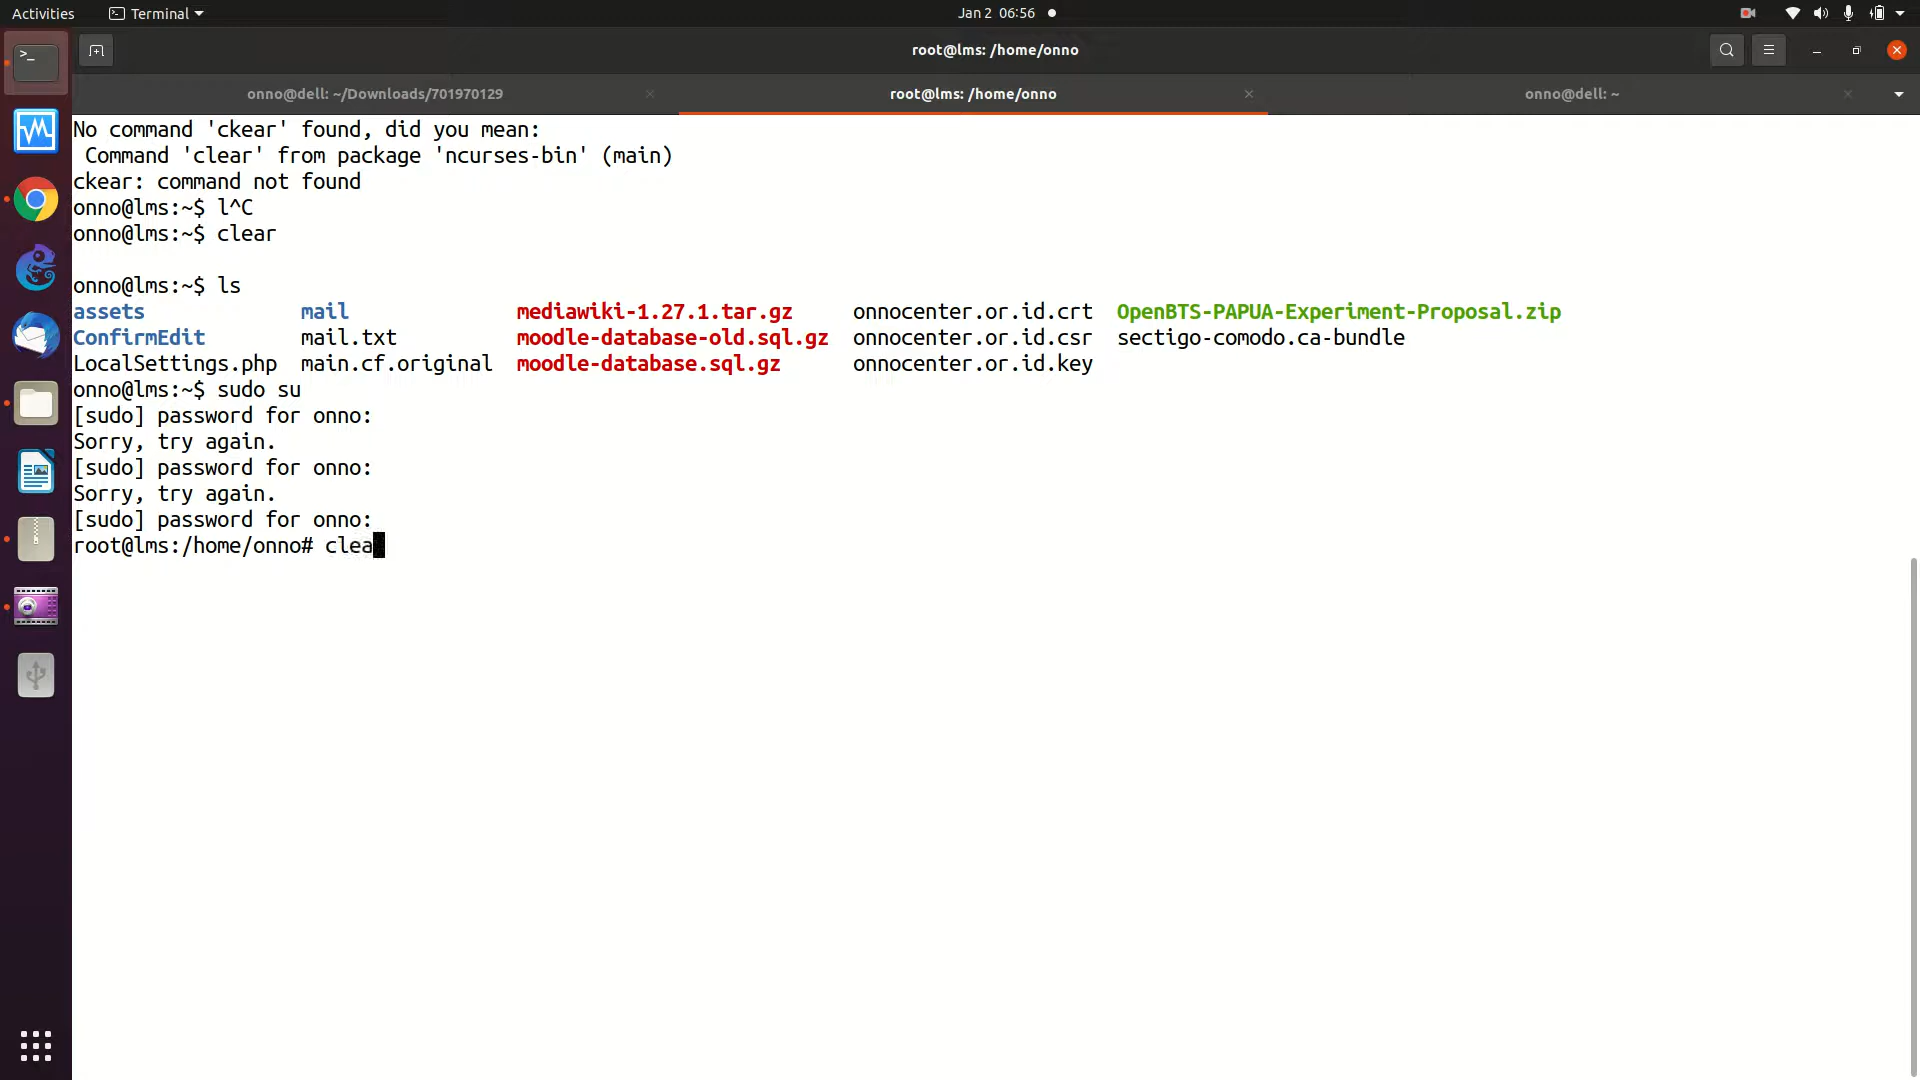 Activities Terminal Jan 2 06:56
root@lms: /home/onno
onno@dell: ~/Downloads/701970129 root@lms: /home/onno onno@dell: ~
No command 'ckear' found, did you mean:
 Command 'clear' from package 'ncurses-bin' (main)
ckear: command not found
onno@lms:~$ l^C
onno@lms:~$ clear
onno@lms:~$ ls
assets mail mediawiki-1.27.1.tar.gz onnocenter.or.id.crt OpenBTS-PAPUA-Experiment-Proposal.zip
ConfirmEdit mail.txt moodle-database-old.sql.gz onnocenter.or.id.csr sectigo-comodo.ca-bundle
LocalSettings.php main.cf.original moodle-database.sql.gz onnocenter.or.id.key
onno@lms:~$ sudo su
[sudo] password for onno:
Sorry, try again.
[sudo] password for onno:
Sorry, try again.
[sudo] password for onno:
root@lms:/home/onno# clea